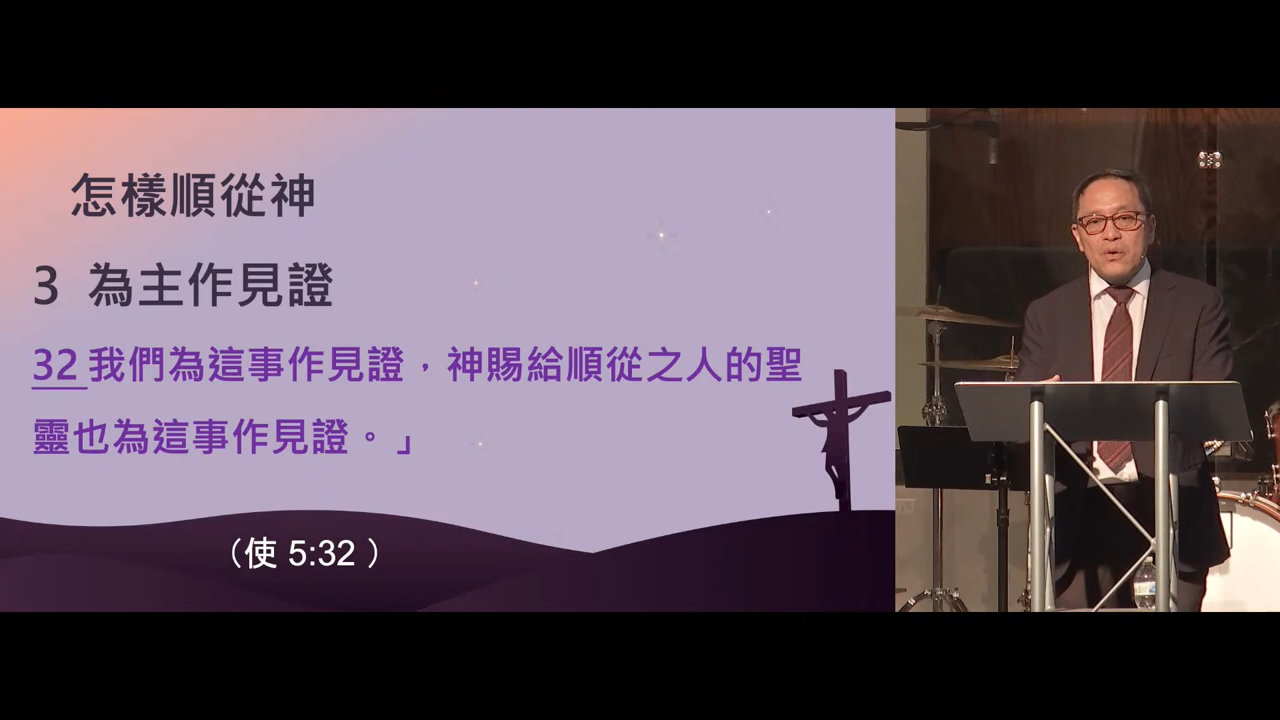 怎樣順從神
3 為主作見證
32 我們為這事作見證，神賜給順從之人的聖
靈也為這事作見證。」
（使 5:32 ）